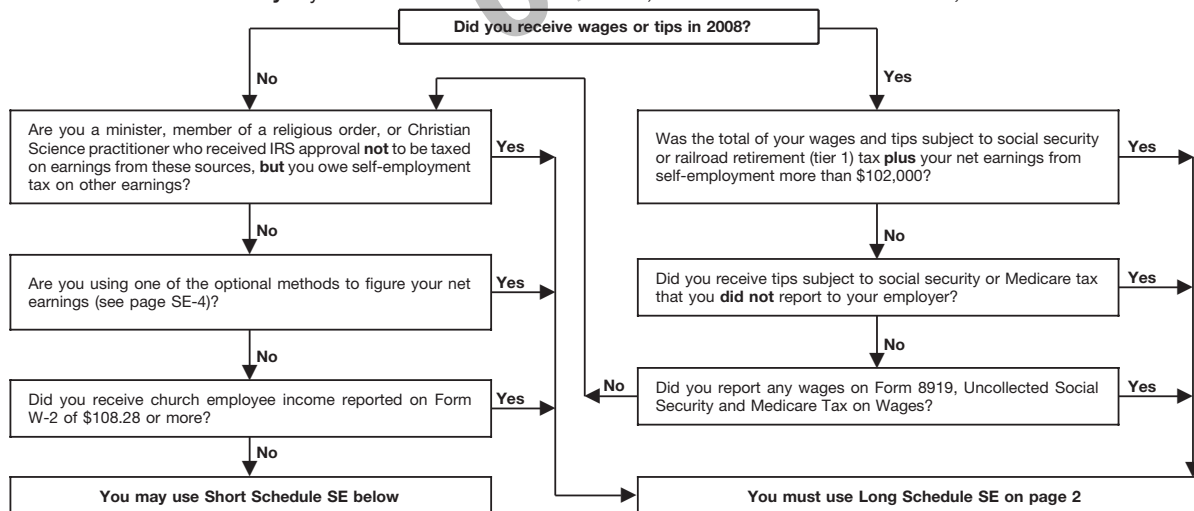 Did you receive wages or tips in 2008?
No
Yes
Are you a minister, member of a religious order, or Christian
Science practitioner who received IRS approval not to be taxed
on earnings from these sources, but you owe self-employment
tax on other earnings?
Yes
Was the total of your wages and tips subject to social security
or railroad retirement (tier 1) tax plus your net earnings from
self-employment more than $102,000?
Yes
No
No
Are you using one of the optional methods to figure your net
earnings (see page SE-4)?
Yes
Did you receive tips subject to social security or Medicare tax
that you did not report to your employer?
Yes
No
No
Did you receive church employee income reported on Form
W-2 of $108.28 or more?
Yes
No
Did you report any wages on Form 8919, Uncollected Social
Security and Medicare Tax on Wages?
Yes
No
You may use Short Schedule SE below
You must use Long Schedule SE on page 2